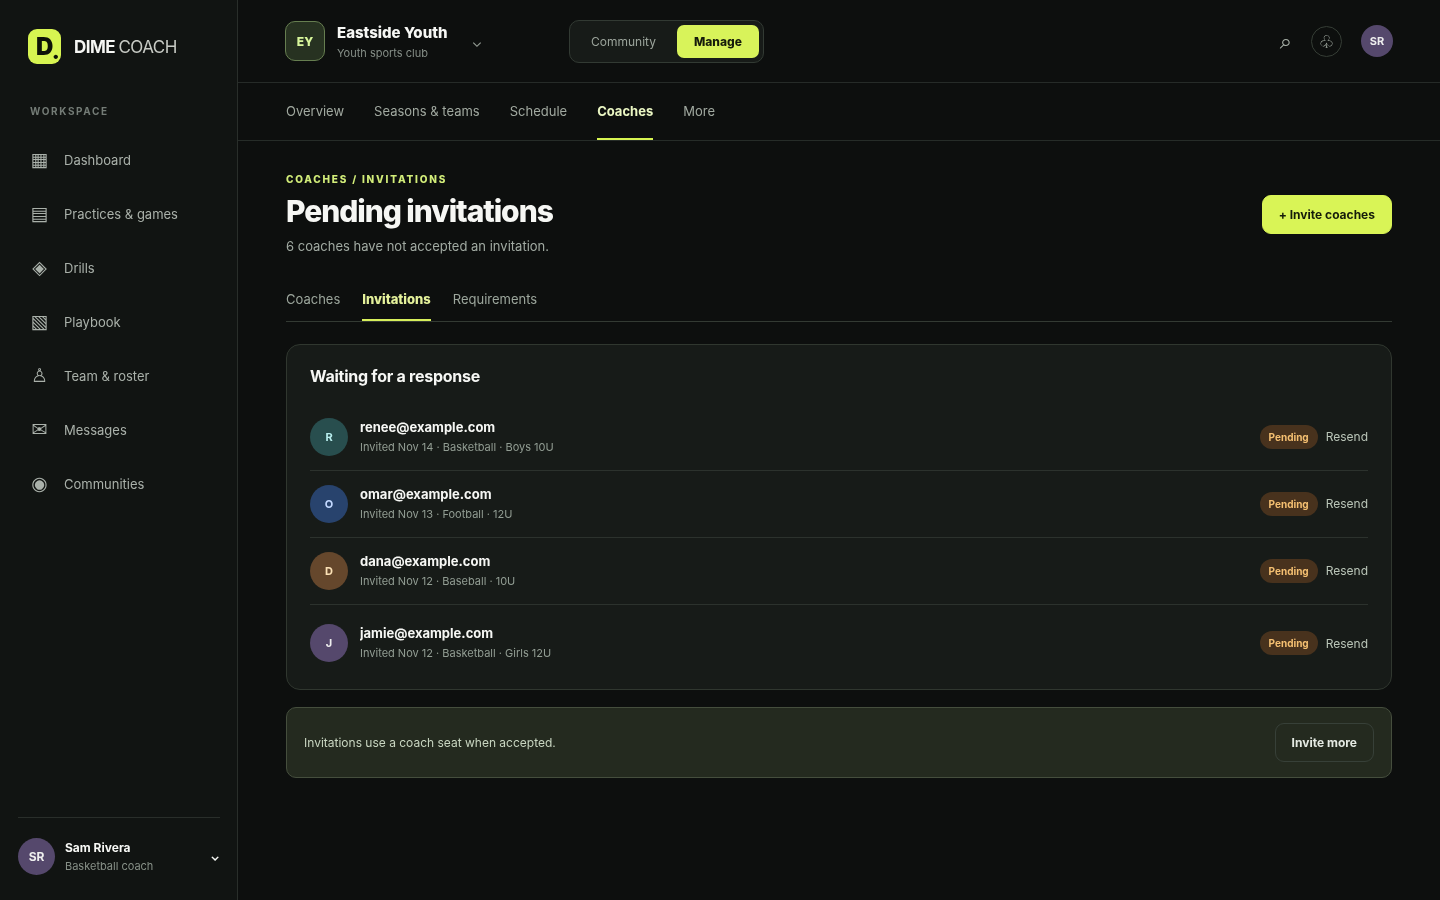 D. DIME COACH
WORKSPACE
Dashboard
Practices & games
Drills
Playbook
Team & roster
Messages
Communities
SR Sam Rivera
Basketball coach
EY Eastside Youth
Youth sports club
Community Manage
SR
Overview Seasons & teams Schedule Coaches More
COACHES / INVITATIONS
Pending invitations
6 coaches have not accepted an invitation.
+ Invite coaches
Coaches Invitations Requirements
Waiting for a response
R renee@example.com
Invited Nov 14 · Basketball · Boys 10U
Pending Resend
O omar@example.com
Invited Nov 13 · Football · 12U
Pending Resend
D dana@example.com
Invited Nov 12 · Baseball · 10U
Pending Resend
J jamie@example.com
Invited Nov 12 · Basketball · Girls 12U
Pending Resend
Invitations use a coach seat when accepted.
Invite more